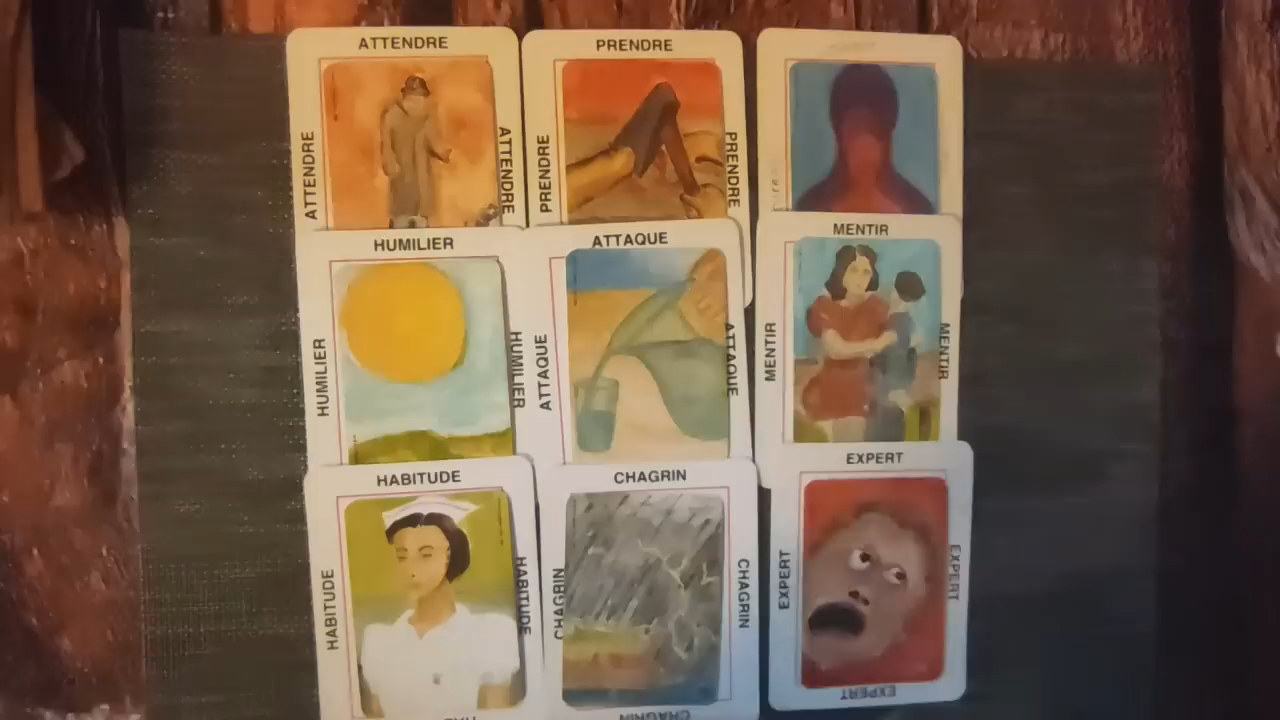 ATTENDRE
ATTENDRE
ATTENDRE
PRENDRE
PRENDRE
PRENDRE
HUMILIER
HUMILIER
HUMILIER
ATTAQUE
ATTAQUE
ATTAQUE
MENTIR
MENTIR
MENTIR
HABITUDE
HABITUDE
HABITUDE
CHAGRIN
CHAGRIN
CHAGRIN
CHAGRIN
EXPERT
EXPERT
EXPERT
EXPERT